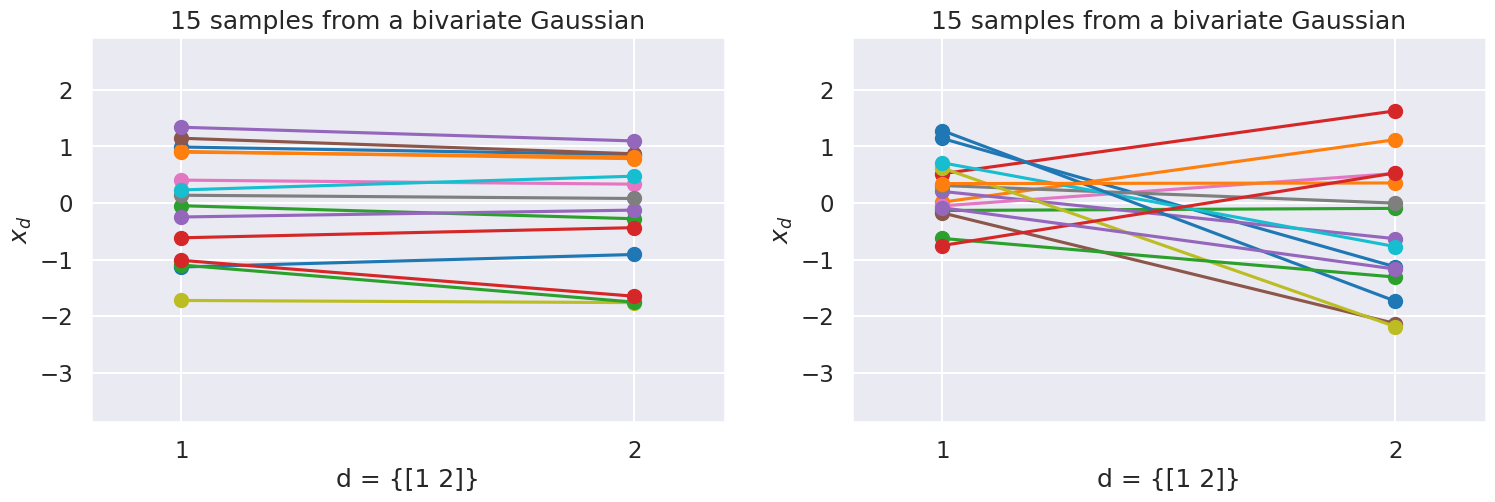 15 samples from a bivariate Gaussian
2
1
0
−1
−2
−3
x_d
1 2
d = {[1 2]}
15 samples from a bivariate Gaussian
2
1
0
−1
−2
−3
x_d
1 2
d = {[1 2]}